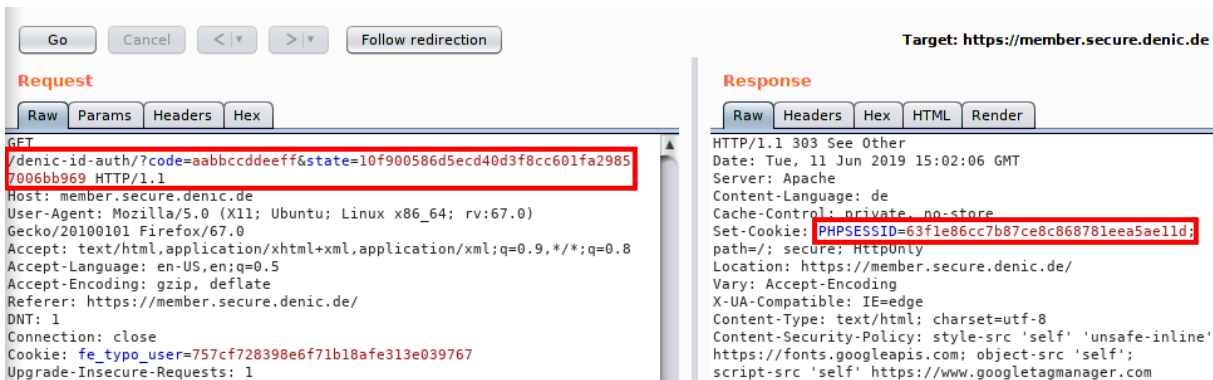 Go Cancel < > Follow redirection Target: https://member.secure.denic.de
Request
Raw Params Headers Hex
GET
/denic-id-auth/?code=aabbccddeeff&state=10f900586d5ecd40d3f8cc601fa2985
7006bb969 HTTP/1.1
Host: member.secure.denic.de
User-Agent: Mozilla/5.0 (X11; Ubuntu; Linux x86_64; rv:67.0)
Gecko/20100101 Firefox/67.0
Accept: text/html,application/xhtml+xml,application/xml;q=0.9,*/*;q=0.8
Accept-Language: en-US,en;q=0.5
Accept-Encoding: gzip, deflate
Referer: https://member.secure.denic.de/
DNT: 1
Connection: close
Cookie: fe_typo_user=757cf728398e6f71b18afe313e039767
Upgrade-Insecure-Requests: 1
Response
Raw Headers Hex HTML Render
HTTP/1.1 303 See Other
Date: Tue, 11 Jun 2019 15:02:06 GMT
Server: Apache
Content-Language: de
Cache-Control: private, no-store
Set-Cookie: PHPSESSID=63f1e86cc7b87ce8c868781eea5ae11d;
path=/; secure; HttpOnly
Location: https://member.secure.denic.de/
Vary: Accept-Encoding
X-UA-Compatible: IE=edge
Content-Type: text/html; charset=utf-8
Content-Security-Policy: style-src 'self' 'unsafe-inline'
https://fonts.googleapis.com; object-src 'self';
script-src 'self' https://www.googletagmanager.com